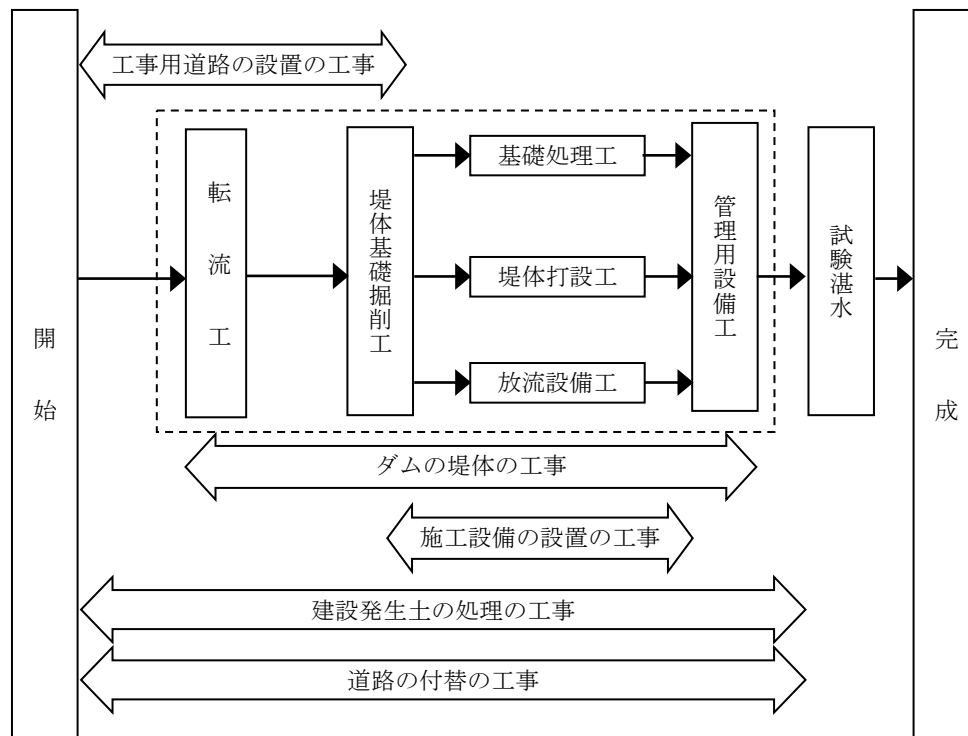 工事用道路の設置の工事
開始
転流工
堤体基礎掘削工
基礎処理工
堤体打設工
放流設備工
管理用設備工
試験湛水
完成
ダムの堤体の工事
施工設備の設置の工事
建設発生土の処理の工事
道路の付替の工事